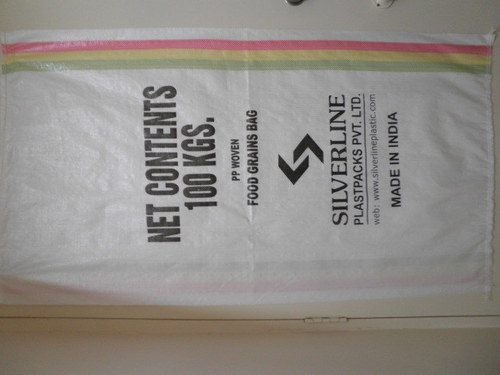 NET CONTENTS
100 KGS.
PP WOVEN
FOOD GRAINS BAG
SILVERLINE
PLASTPACKS PVT. LTD.
web: www.silverlineplastic.com
MADE IN INDIA